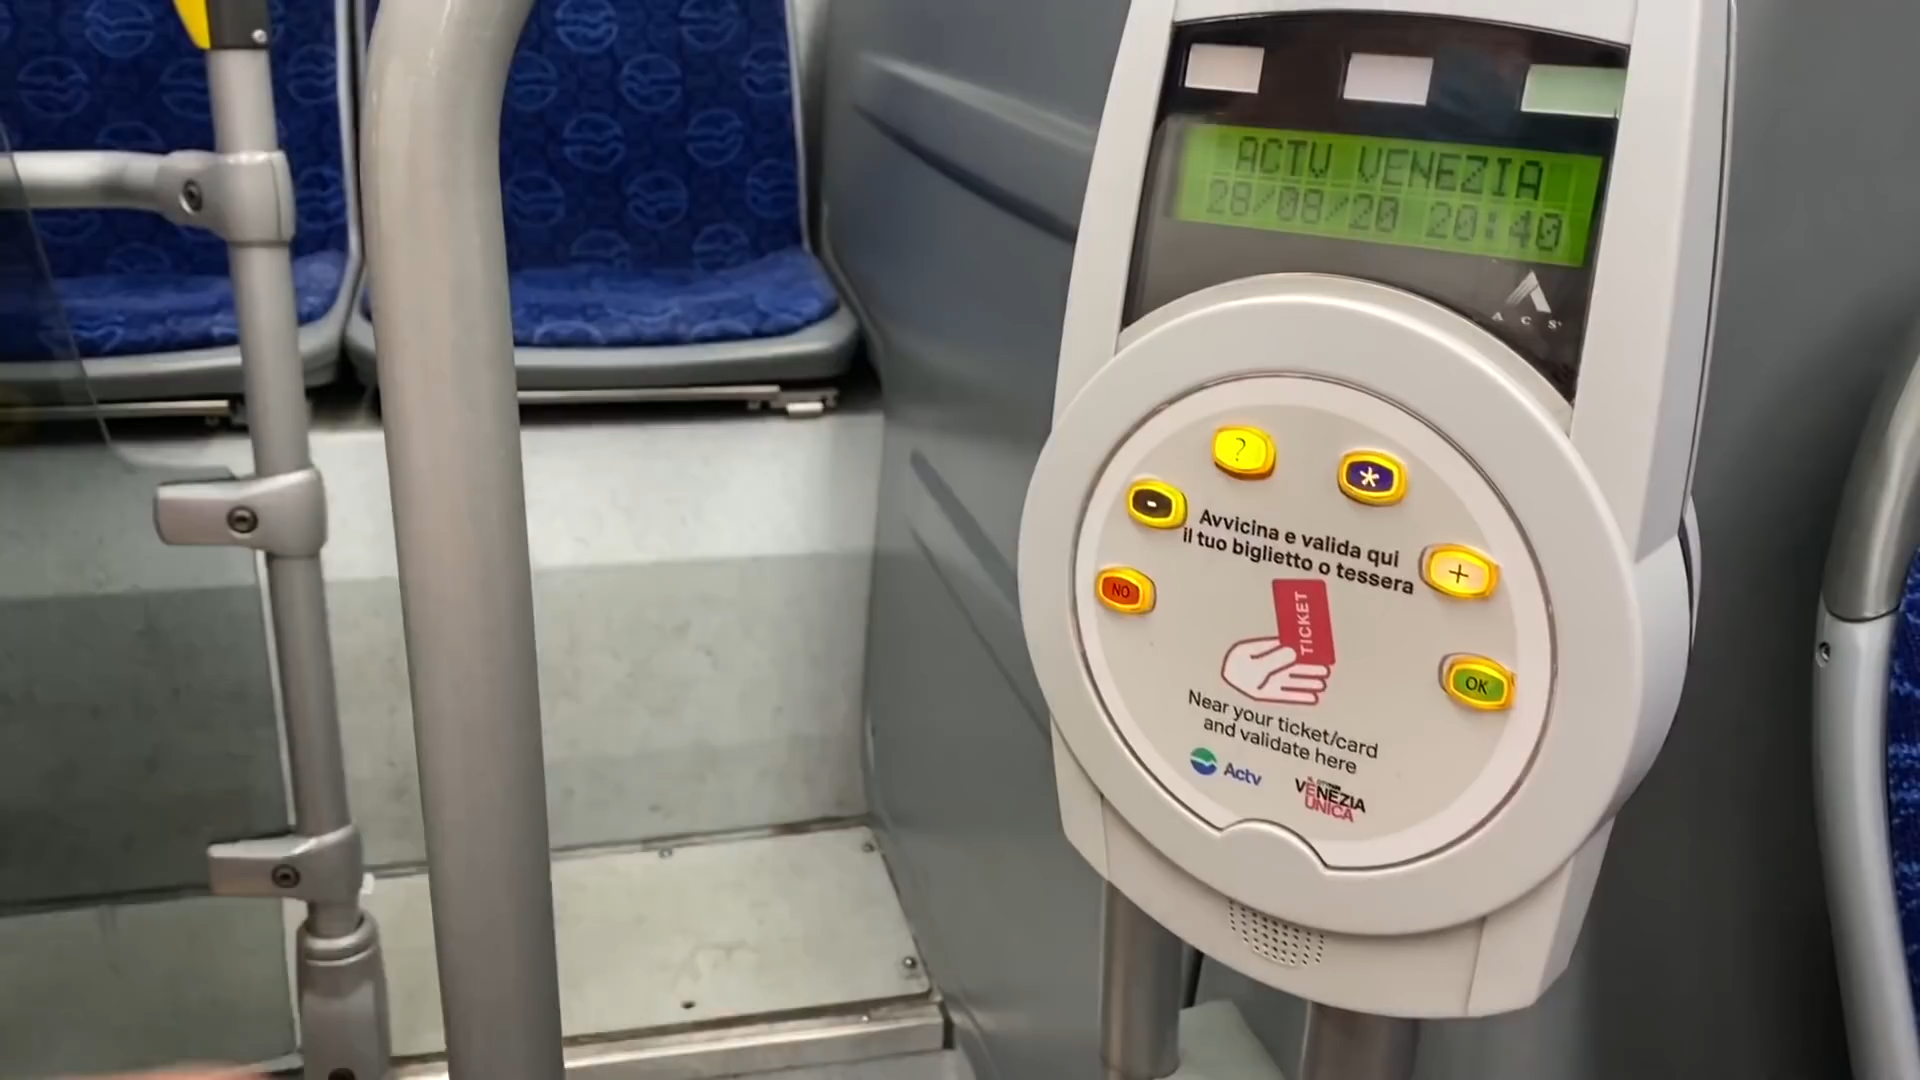 ACTV VENEZIA
28/08/20 20:40
ACS
?
*
-
Avvicina e valida qui
il tuo biglietto o tessera
+
NO
TICKET
OK
Near your ticket/card
and validate here
Actv
VENEZIA
UNICA